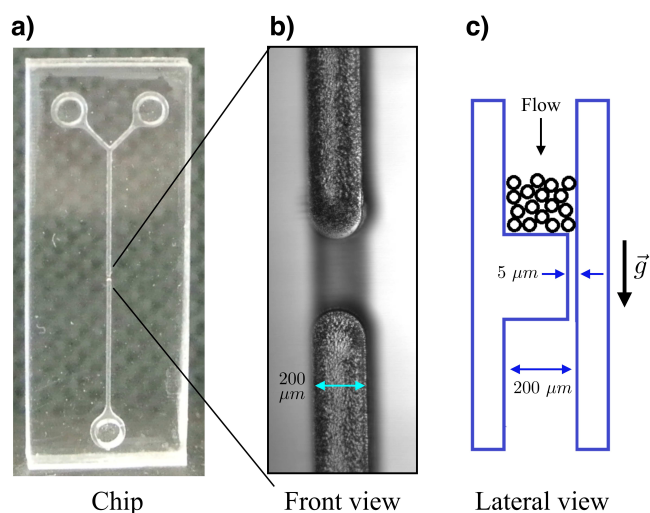 a)
b)
c)
Flow
5 μm
g⃗
200
μm
200 μm
Chip
Front view
Lateral view